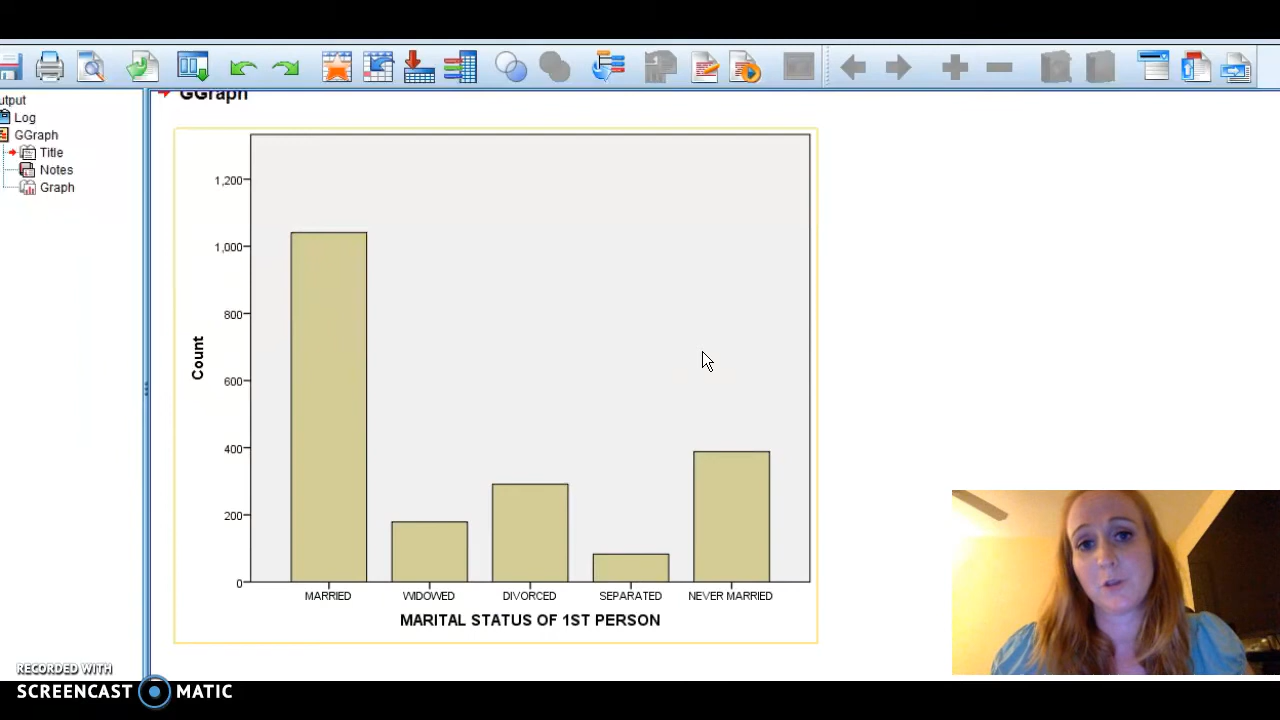 GGraph
utput
Log
GGraph
Title
Notes
Graph
1,200
1,000
800
600
400
200
0
Count
MARRIED WIDOWED DIVORCED SEPARATED NEVER MARRIED
MARITAL STATUS OF 1ST PERSON
RECORDED WITH
SCREENCAST MATIC